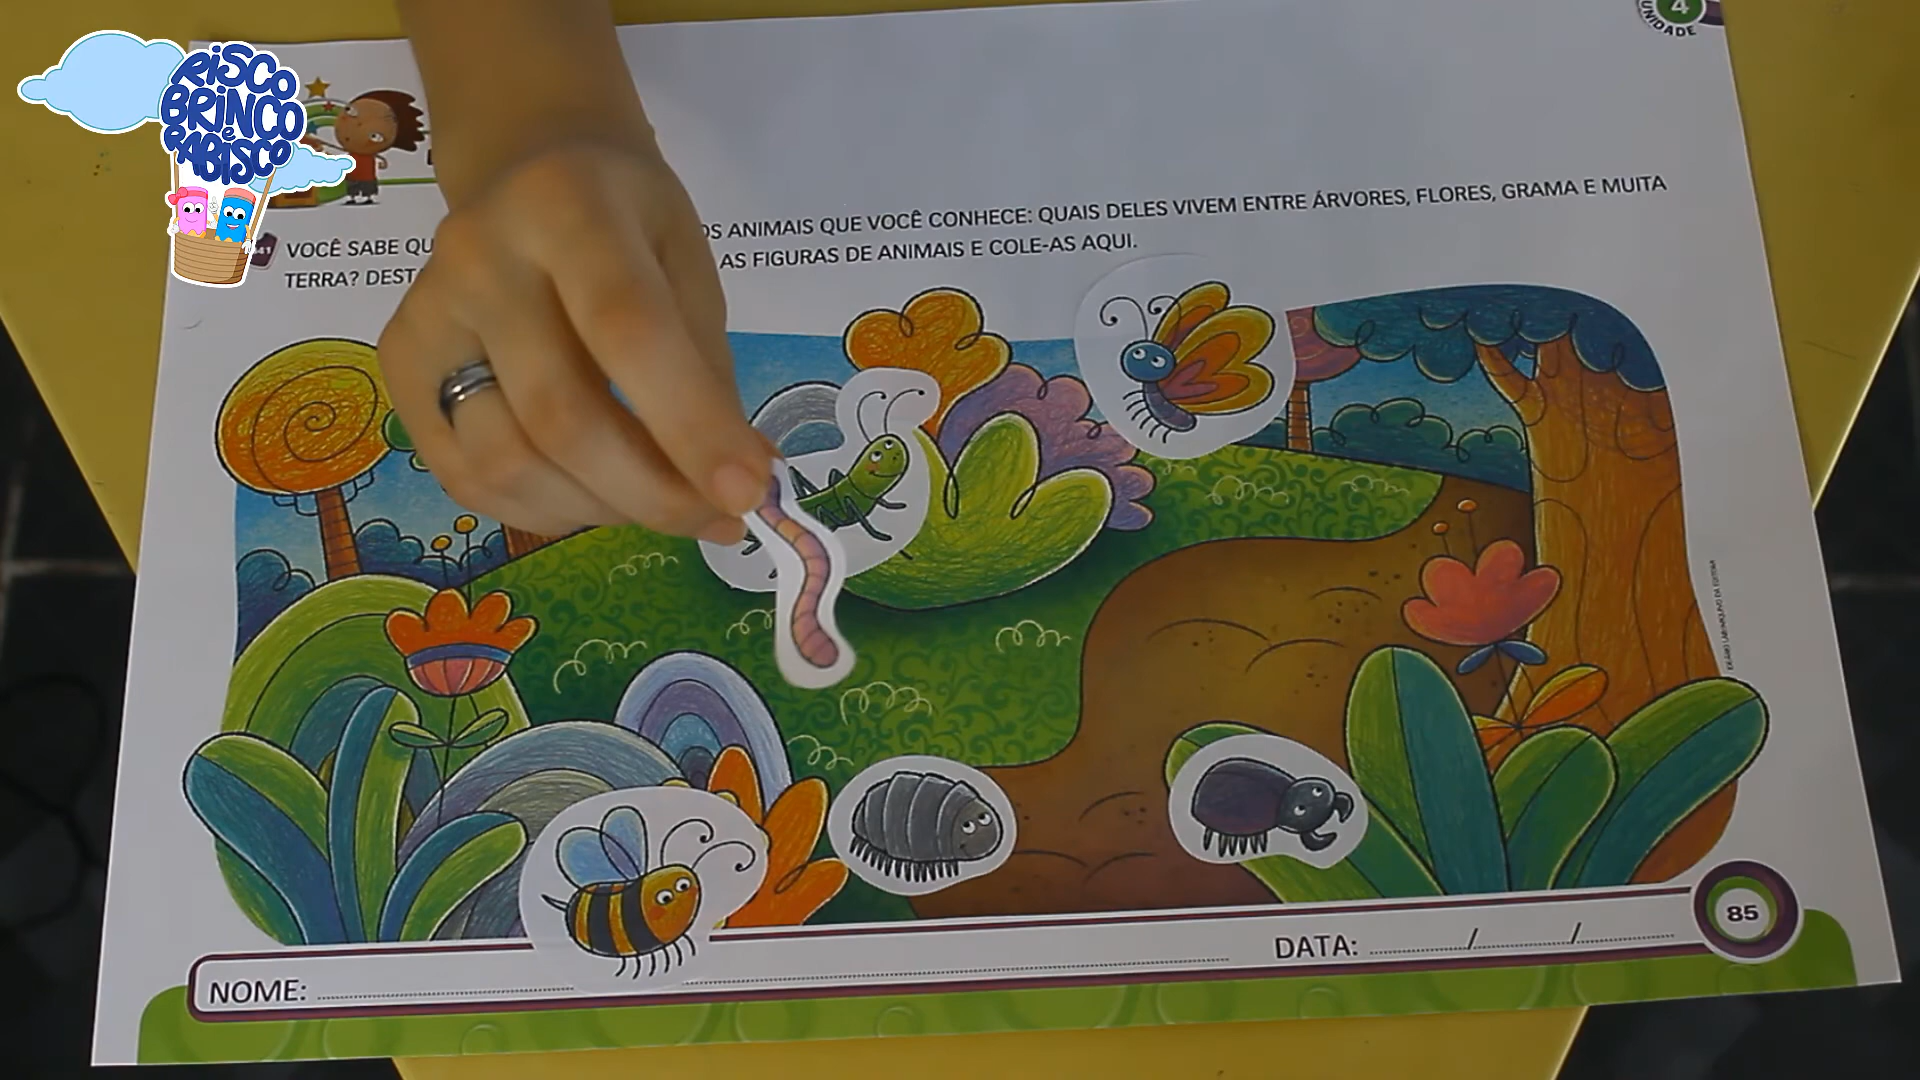 4
UNIDADE
RISCO
BRINCO
e
RABISCO
VOCÊ SABE QU OS ANIMAIS QUE VOCÊ CONHECE: QUAIS DELES VIVEM ENTRE ÁRVORES, FLORES, GRAMA E MUITA
TERRA? DEST AS FIGURAS DE ANIMAIS E COLE-AS AQUI.
85
NOME: DATA: / /